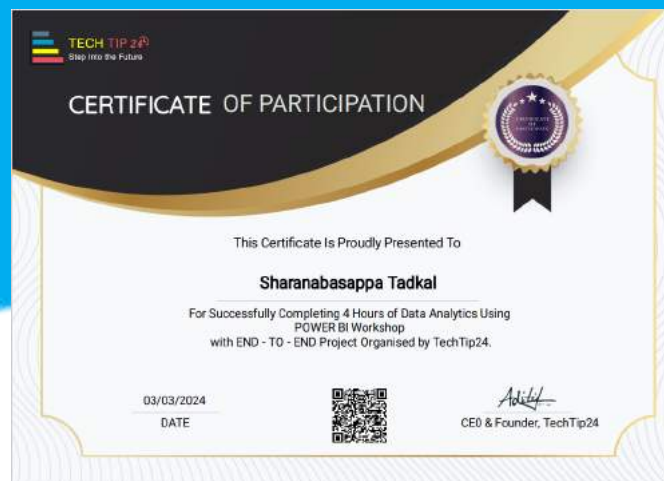 TECH TIP 24
Step Into the Future
CERTIFICATE OF PARTICIPATION
CERTIFICATE
OF
This Certificate Is Proudly Presented To
Sharanabasappa Tadkal
For Successfully Completing 4 Hours of Data Analytics Using
POWER BI Workshop
with END - TO - END Project Organised by TechTip24.
03/03/2024
DATE
CEO & Founder, TechTip24